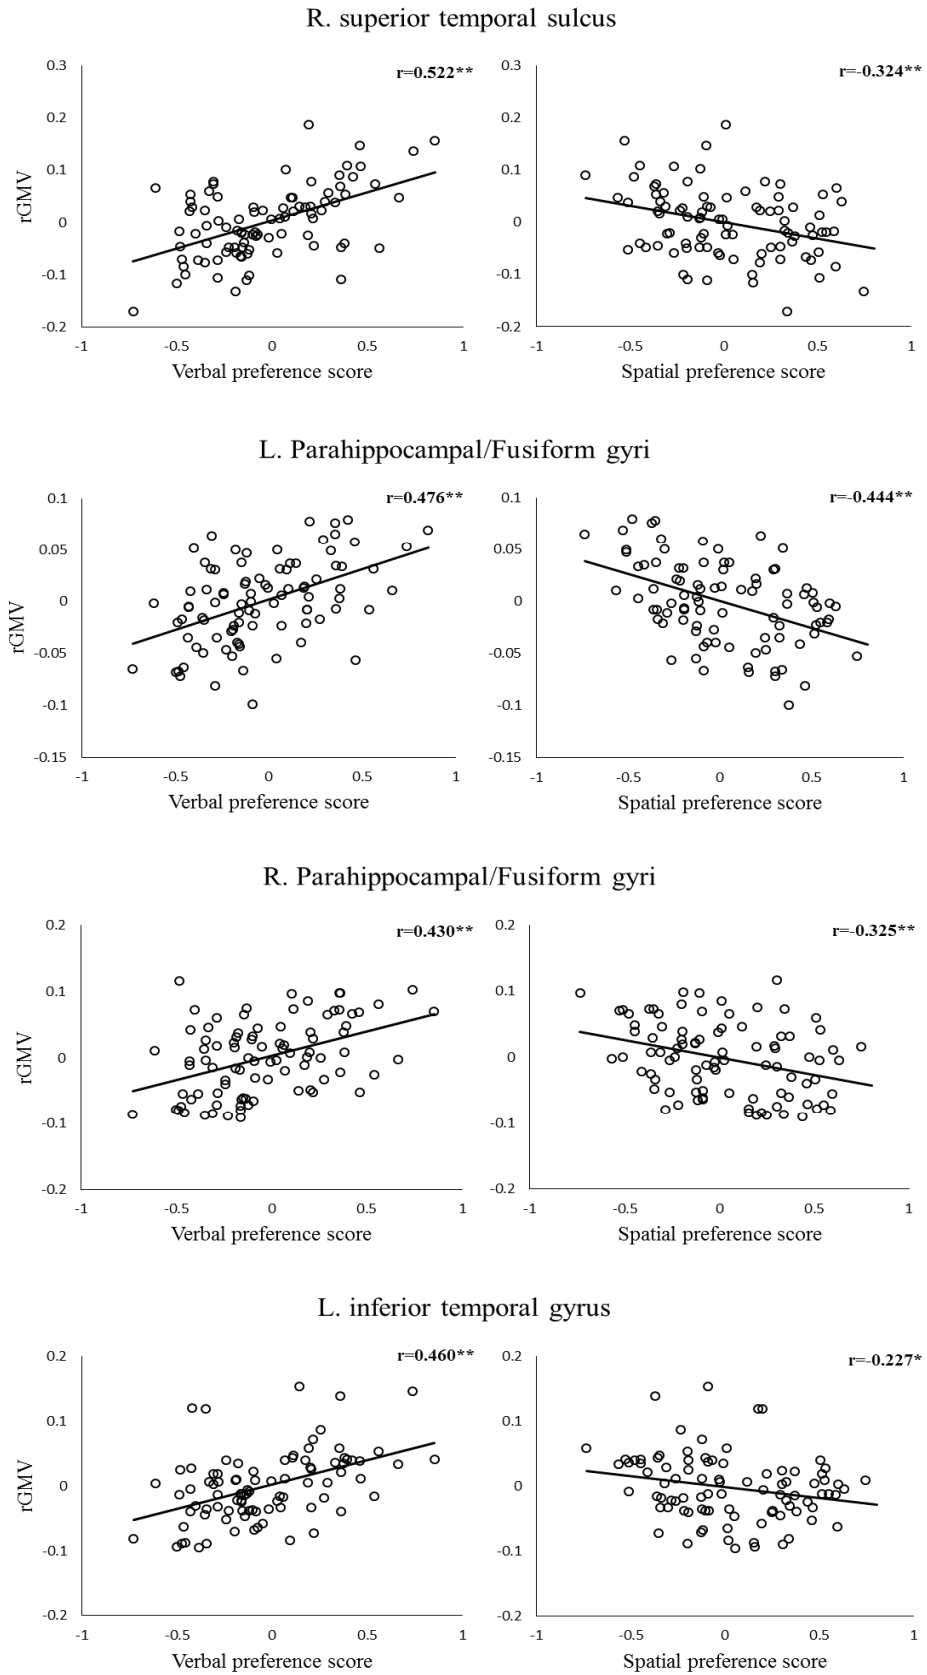 R. superior temporal sulcus
r=0.522**
r=-0.324**
0.3
0.2
0.1
0
-0.1
-0.2
rGMV
-1 -0.5 0 0.5 1
Verbal preference score
0.3
0.2
0.1
0
-0.1
-0.2
-1 -0.5 0 0.5 1
Spatial preference score
L. Parahippocampal/Fusiform gyri
r=0.476**
r=-0.444**
0.1
0.05
0
-0.05
-0.1
-0.15
rGMV
-1 -0.5 0 0.5 1
Verbal preference score
0.1
0.05
0
-0.05
-0.1
-0.15
-1 -0.5 0 0.5 1
Spatial preference score
R. Parahippocampal/Fusiform gyri
r=0.430**
r=-0.325**
0.2
0.1
0
-0.1
-0.2
rGMV
-1 -0.5 0 0.5 1
Verbal preference score
0.2
0.1
0
-0.1
-0.2
-1 -0.5 0 0.5 1
Spatial preference score
L. inferior temporal gyrus
r=0.460**
r=-0.227*
0.2
0.1
0
-0.1
-0.2
rGMV
-1 -0.5 0 0.5 1
Verbal preference score
0.2
0.1
0
-0.1
-0.2
-1 -0.5 0 0.5 1
Spatial preference score